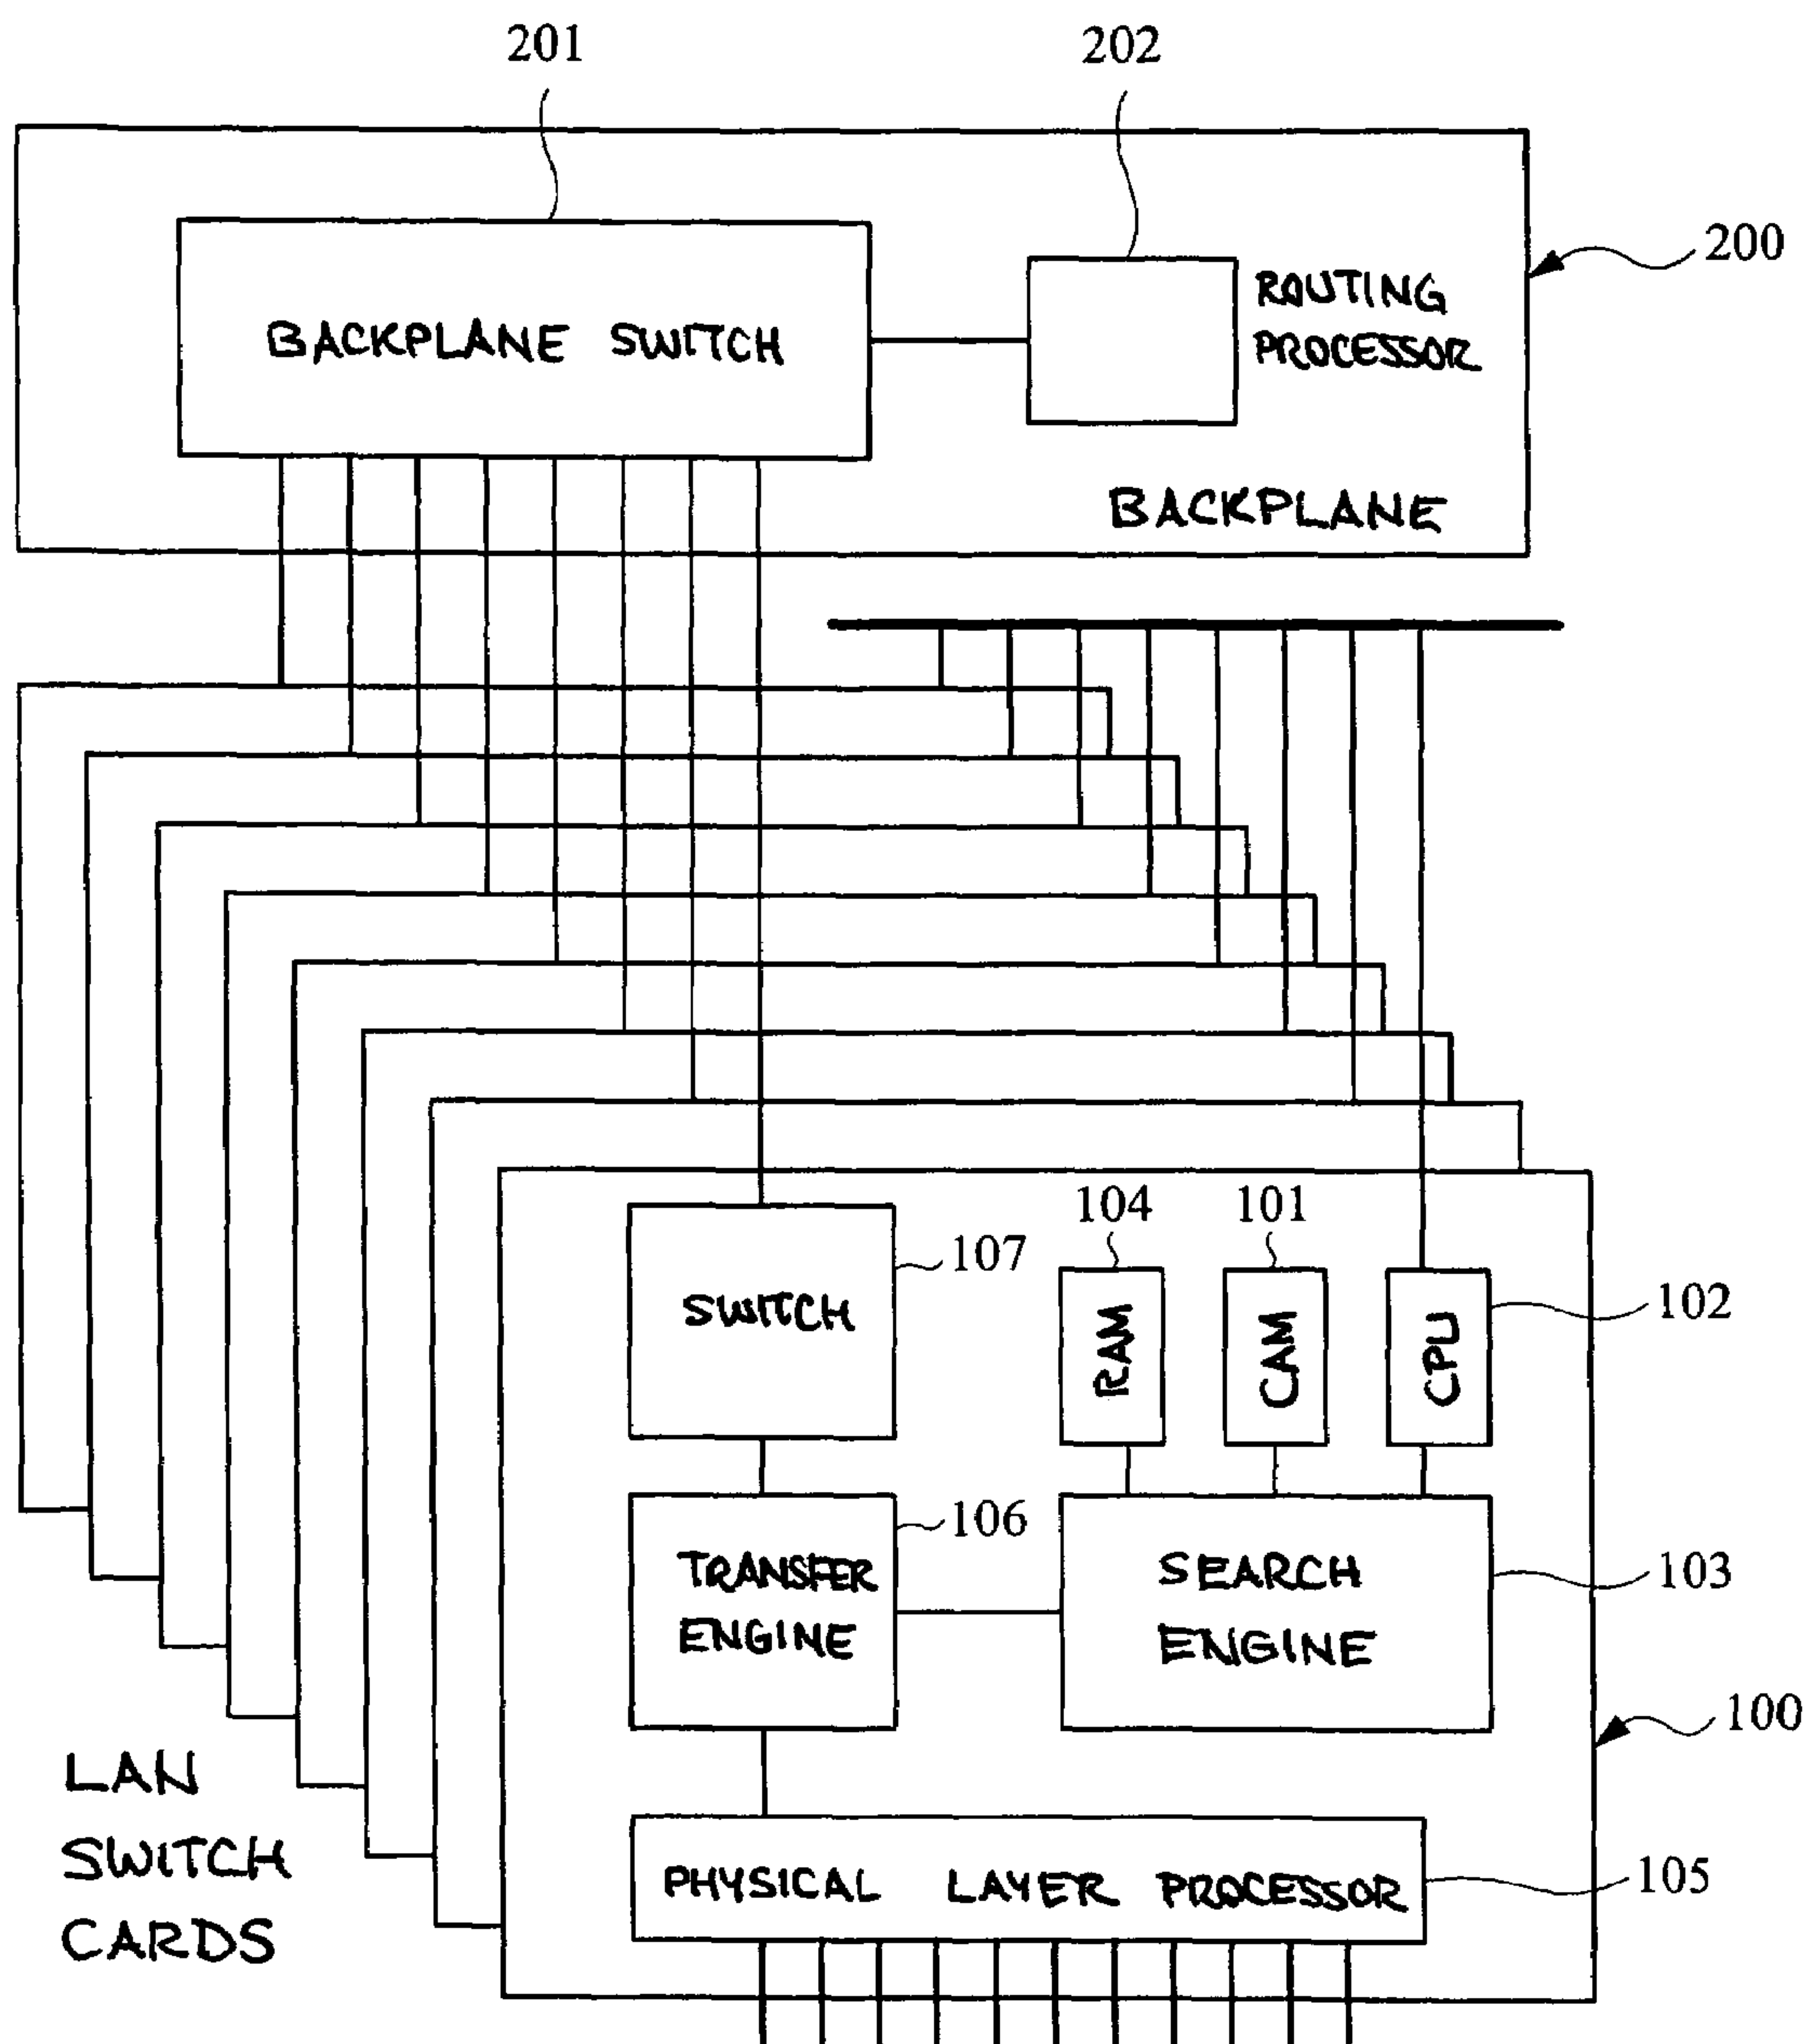 201
202
200
BACKPLANE SWITCH
ROUTING
PROCESSOR
BACKPLANE
104
101
107
SWITCH
RAM
CAM
CPU
102
106
TRANSFER
ENGINE
SEARCH
ENGINE
103
100
LAN
SWITCH
CARDS
PHYSICAL LAYER PROCESSOR
105